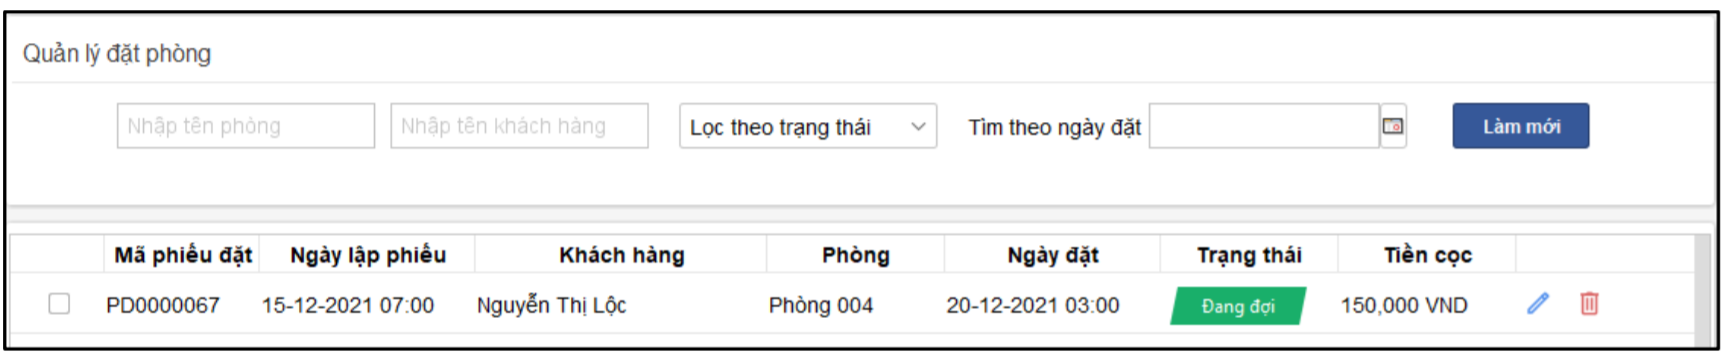 Quản lý đặt phòng
Nhập tên phòng Nhập tên khách hàng Lọc theo trạng thái Tìm theo ngày đặt Làm mới
Mã phiếu đặt Ngày lập phiếu Khách hàng Phòng Ngày đặt Trạng thái Tiền cọc
PD0000067 15-12-2021 07:00 Nguyễn Thị Lộc Phòng 004 20-12-2021 03:00 Đang đợi 150,000 VND